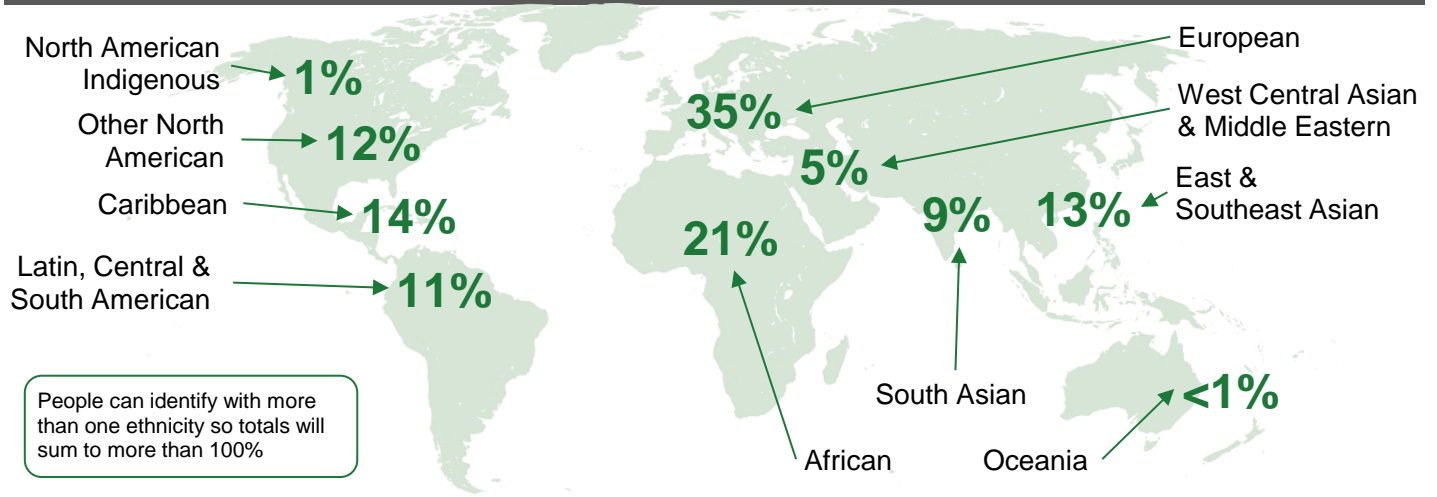 North American
Indigenous
1%
Other North
American
12%
Caribbean
14%
Latin, Central &
South American
11%
European
35%
West Central Asian
& Middle Eastern
5%
East &
Southeast Asian
13%
9%
South Asian
21%
African
<1%
Oceania
People can identify with more
than one ethnicity so totals will
sum to more than 100%